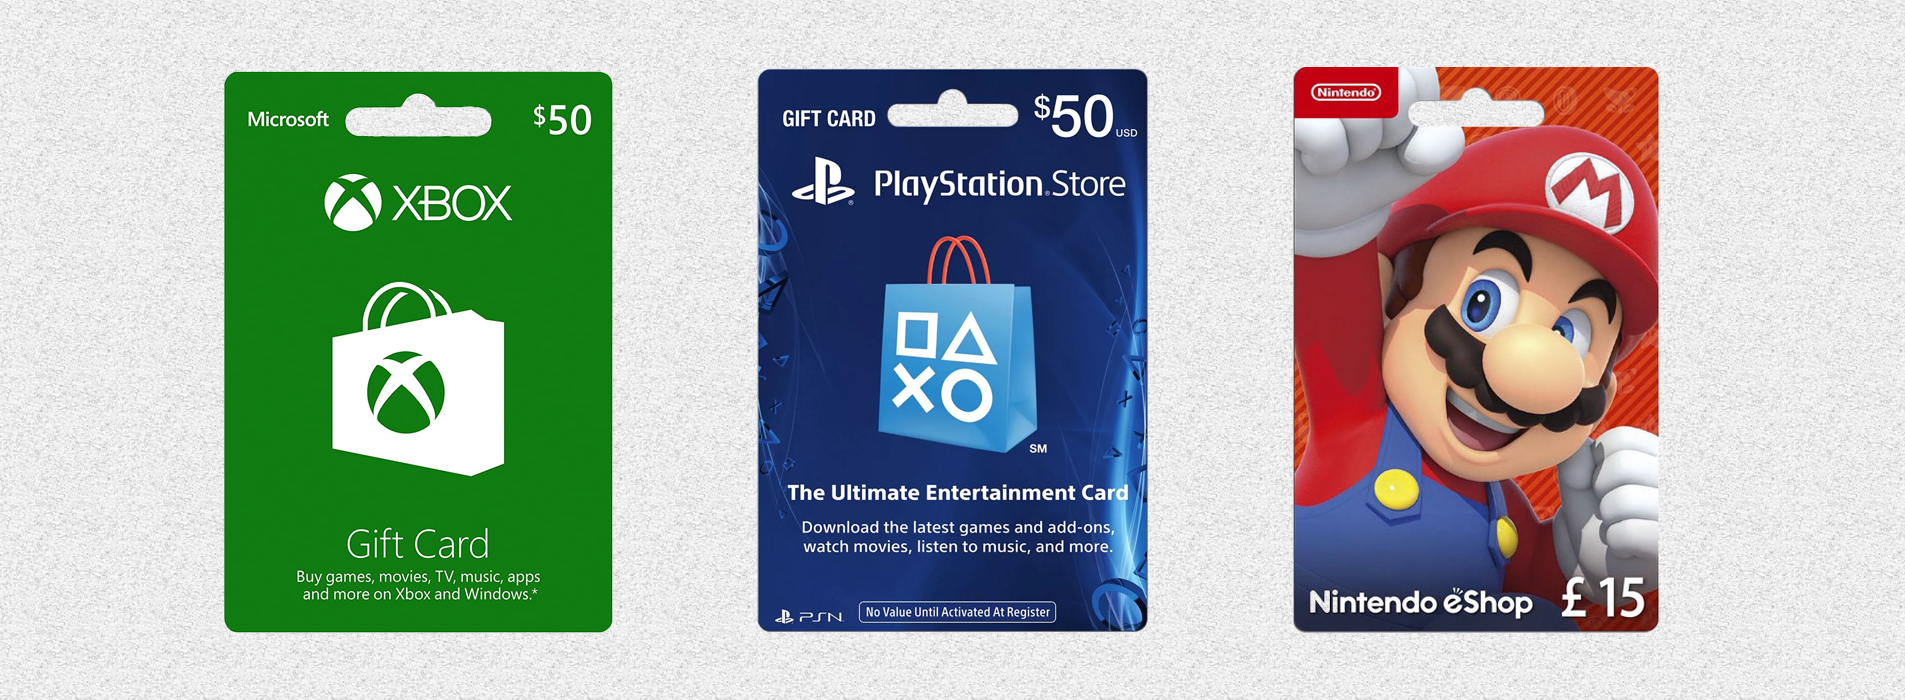 Microsoft
$50
XBOX
Gift Card
Buy games, movies, TV, music, apps
and more on Xbox and Windows.*
GIFT CARD
$50 USD
PlayStation®Store
SM
The Ultimate Entertainment Card
Download the latest games and add-ons,
watch movies, listen to music, and more.
PSN
No Value Until Activated At Register
Nintendo
M
Nintendo eShop
£15